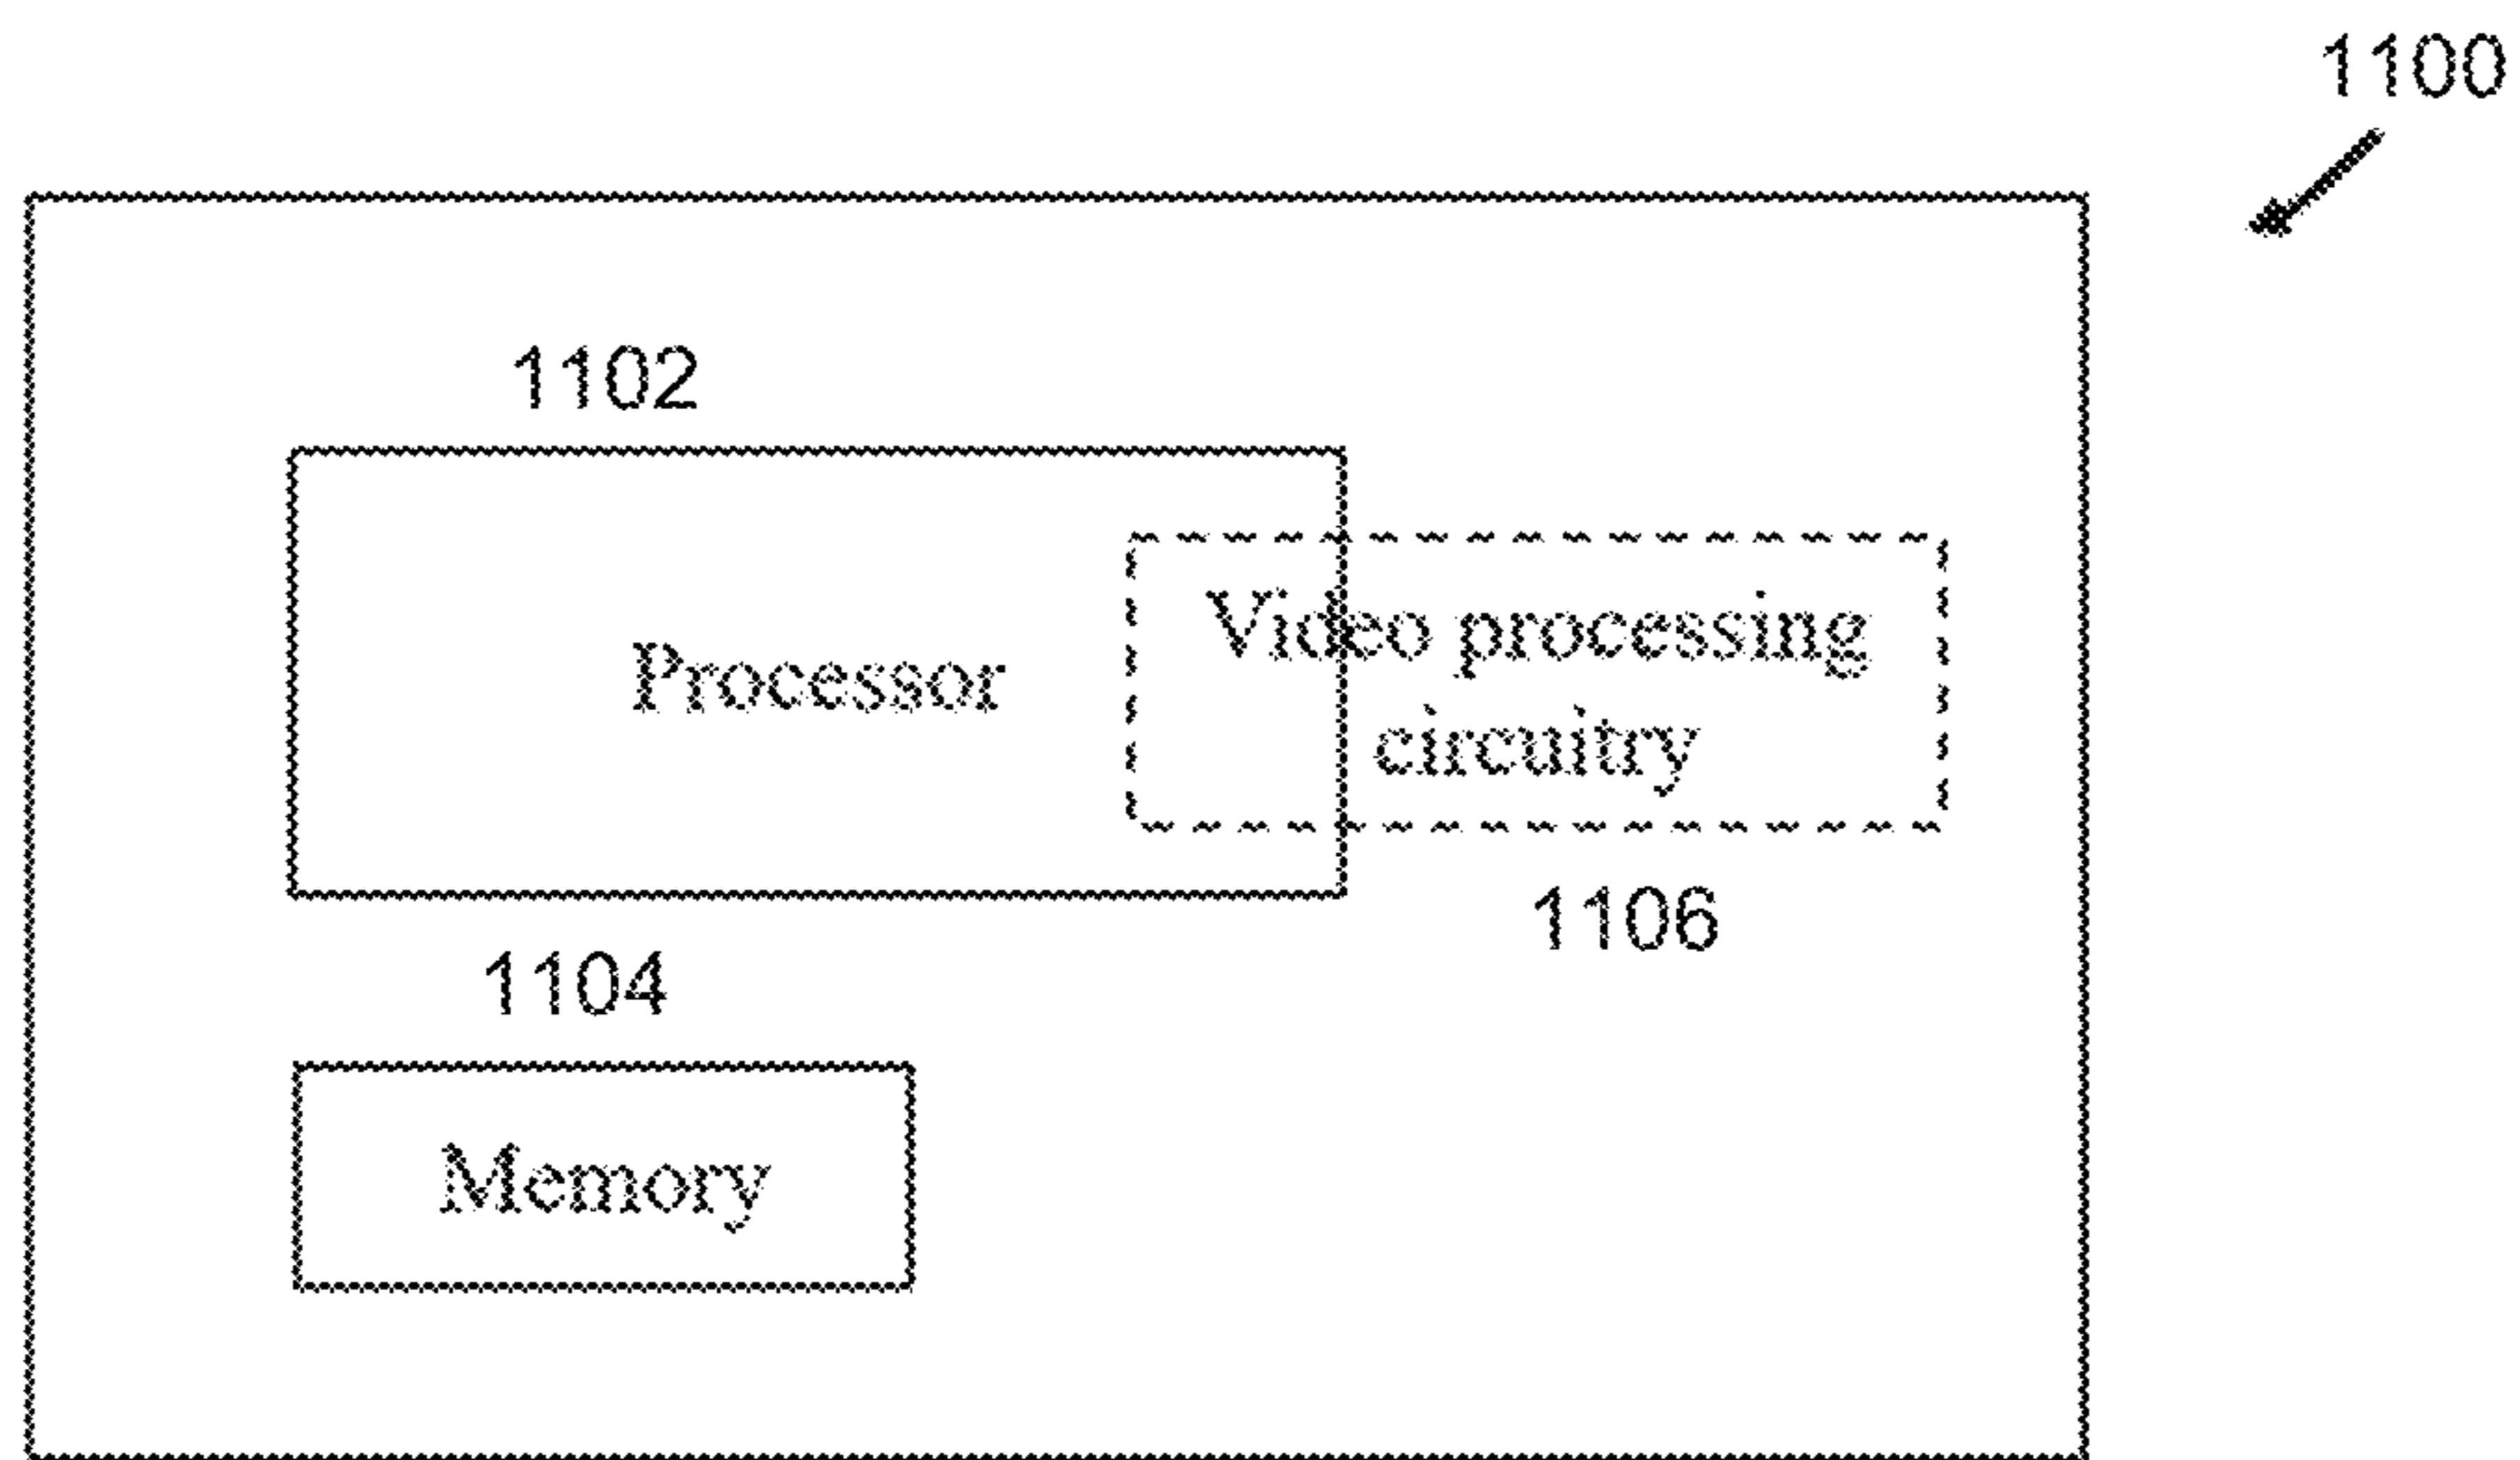 1100
1102
Processor
Video processing
circuitry
1106
1104
Memory